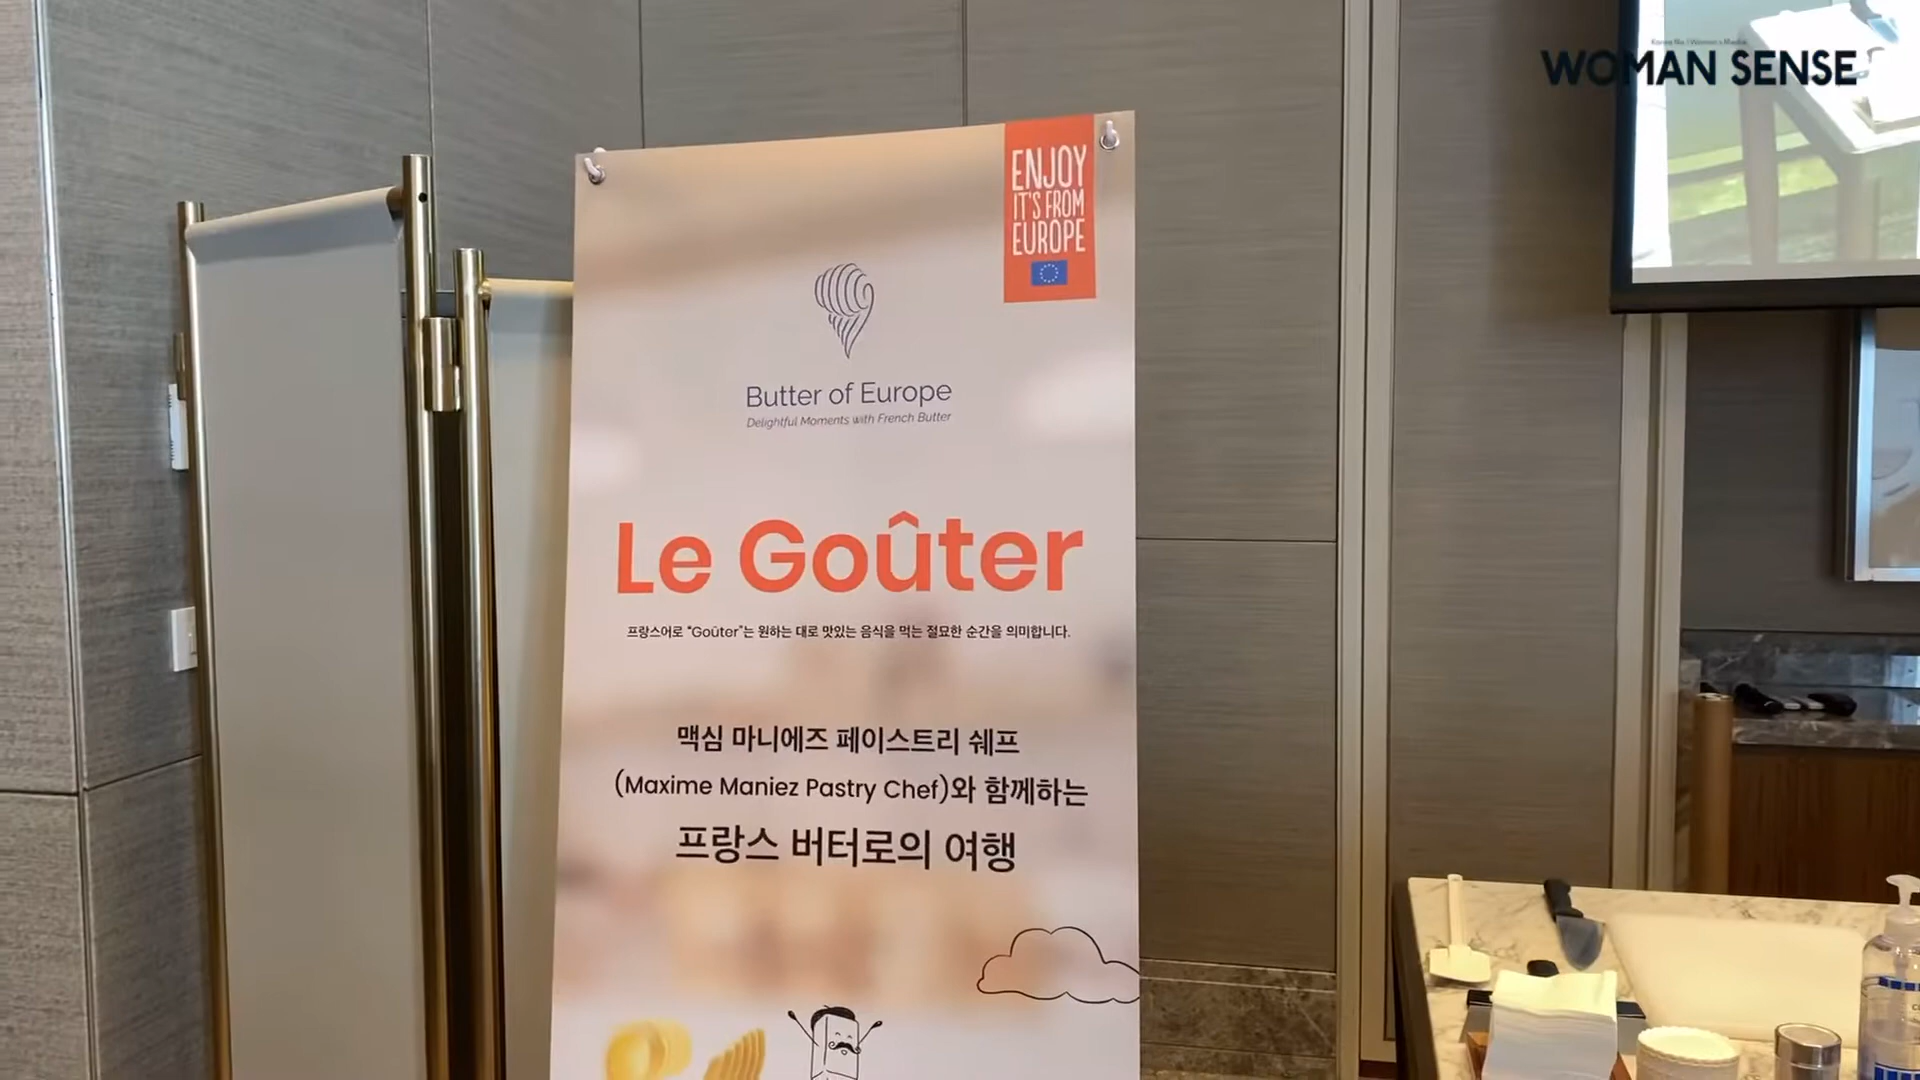 WOMAN SENSE
ENJOY
IT'S FROM
EUROPE
Butter of Europe
Delightful Moments with French Butter
Le Goûter
프랑스어로 “Goûter”는 원하는 대로 맛있는 음식을 먹는 절묘한 순간을 의미합니다.
맥심 마니에즈 페이스트리 쉐프
(Maxime Maniez Pastry Chef)와 함께하는
프랑스 버터로의 여행